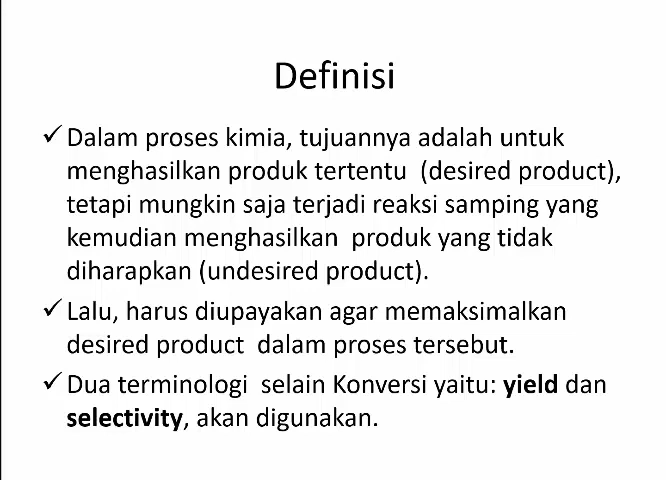 Definisi
✓ Dalam proses kimia, tujuannya adalah untuk
menghasilkan produk tertentu (desired product),
tetapi mungkin saja terjadi reaksi samping yang
kemudian menghasilkan produk yang tidak
diharapkan (undesired product).
✓ Lalu, harus diupayakan agar memaksimalkan
desired product dalam proses tersebut.
✓ Dua terminologi selain Konversi yaitu: yield dan
selectivity, akan digunakan.